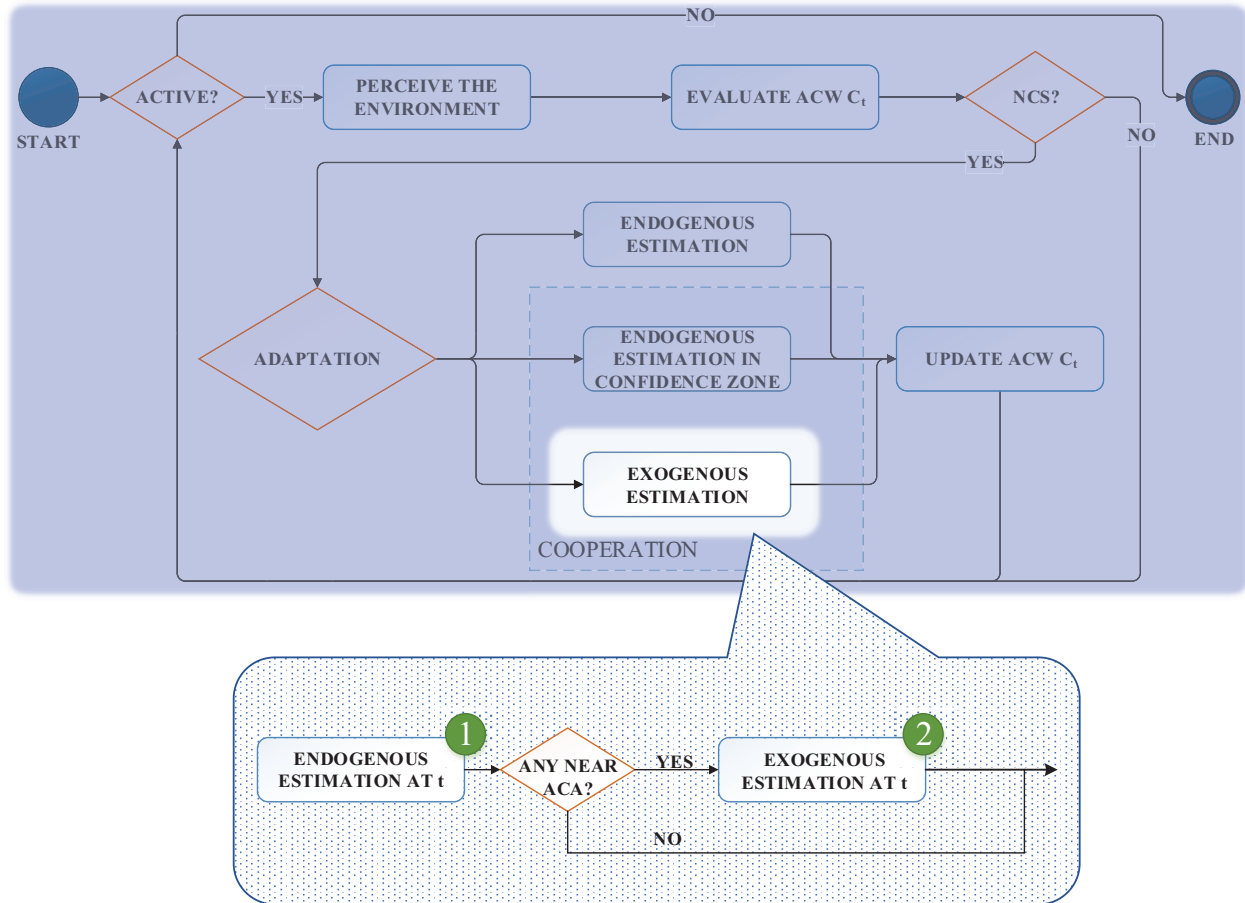 NO
START
ACTIVE?
YES
PERCEIVE THE
ENVIRONMENT
EVALUATE ACW Ct
NCS?
NO
END
YES
ENDOGENOUS
ESTIMATION
ADAPTATION
ENDOGENOUS
ESTIMATION IN
CONFIDENCE ZONE
UPDATE ACW Ct
EXOGENOUS
ESTIMATION
COOPERATION
1
ENDOGENOUS
ESTIMATION AT t
ANY NEAR
ACA?
YES
2
EXOGENOUS
ESTIMATION AT t
NO